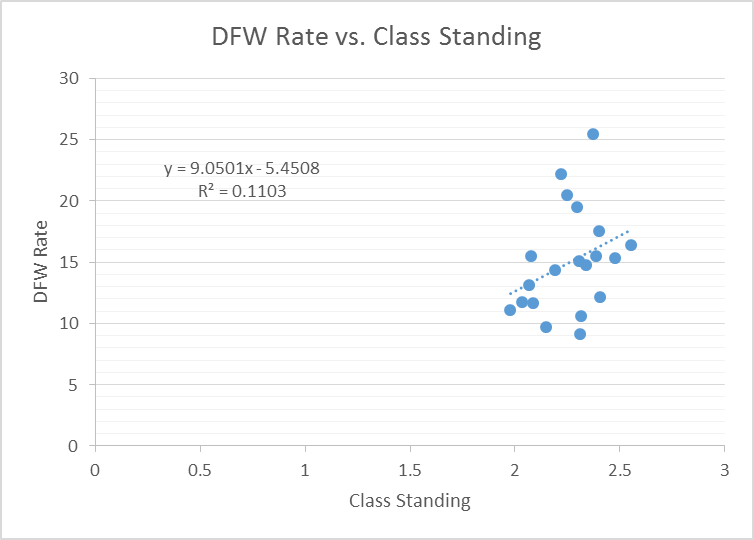 DFW Rate vs. Class Standing
30
25
20
15
10
5
0
y = 9.0501x - 5.4508
R² = 0.1103
DFW Rate
0 0.5 1 1.5 2 2.5 3
Class Standing